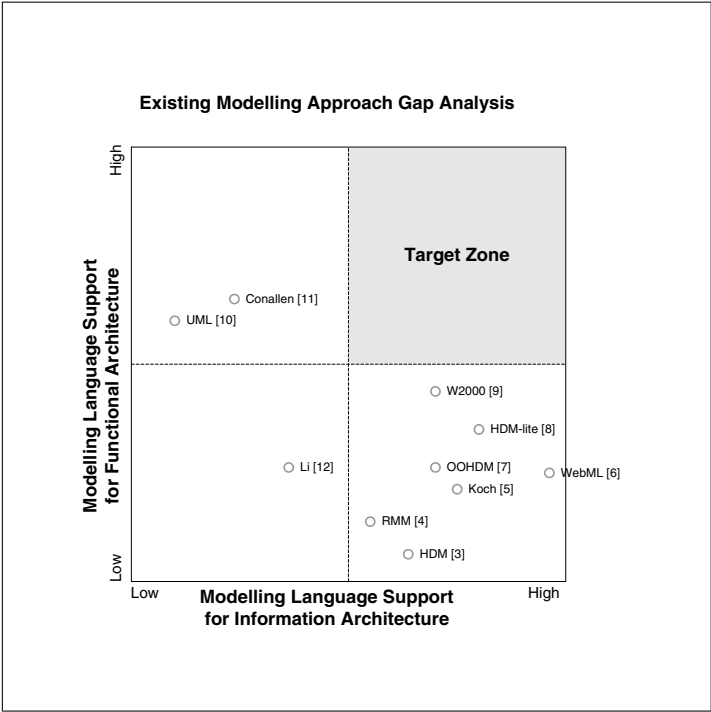 Existing Modelling Approach Gap Analysis
High
Target Zone
Modelling Language Support
for Functional Architecture
Conallen [11]
UML [10]
W2000 [9]
HDM-lite [8]
Li [12]
OOHDM [7]
WebML [6]
Koch [5]
RMM [4]
HDM [3]
Low
Low
High
Modelling Language Support
for Information Architecture